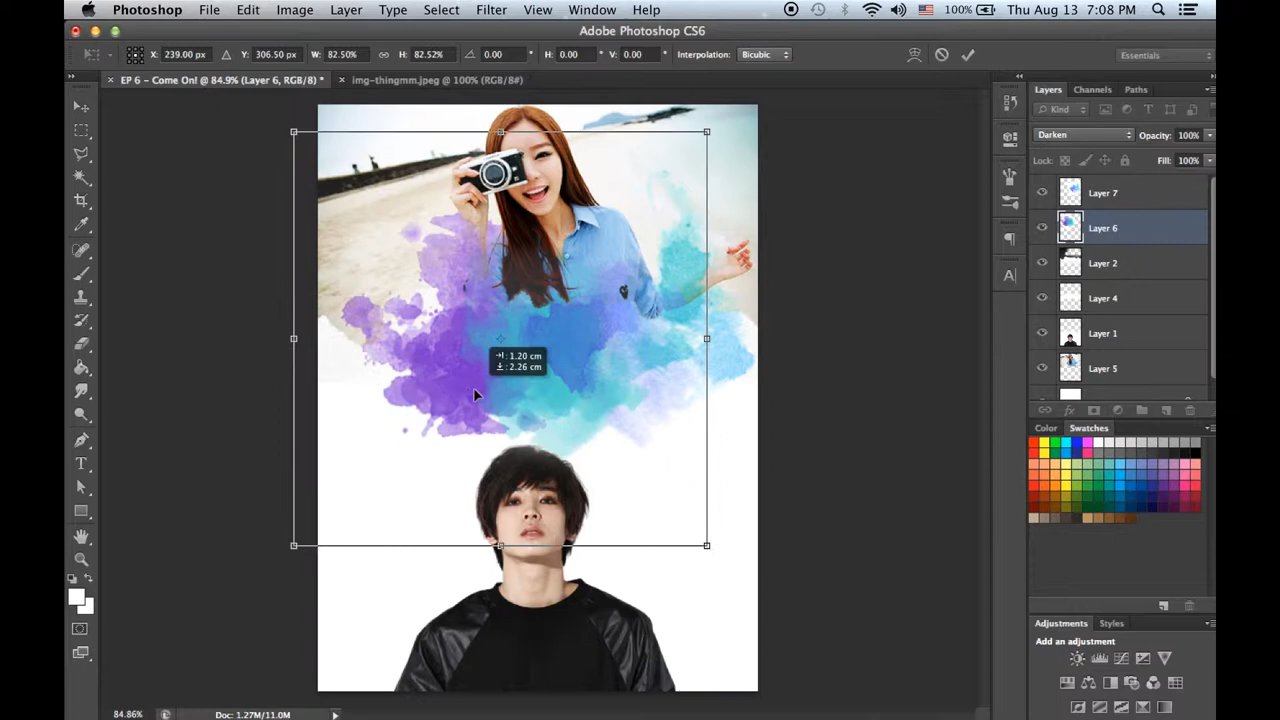 Photoshop File Edit Image Layer Type Select Filter View Window Help 100% Thu Aug 13 7:08 PM
Adobe Photoshop CS6
X: 239.00 px Y: 306.50 px W: 82.50% H: 82.52% 0.00 ° H: 0.00 ° V: 0.00 ° Interpolation: Bicubic Essentials
× EP 6 – Come On! @ 84.9% (Layer 6, RGB/8) * × img-thingmm.jpeg @ 100% (RGB/8#)
Layers Channels Paths
Kind
Darken Opacity: 100%
Lock: Fill: 100%
Layer 7
Layer 6
Layer 2
Layer 4
Layer 1
Layer 5
: 1.20 cm
: 2.26 cm
Color Swatches
Adjustments Styles
Add an adjustment
84.86% Doc: 1.27M/11.0M